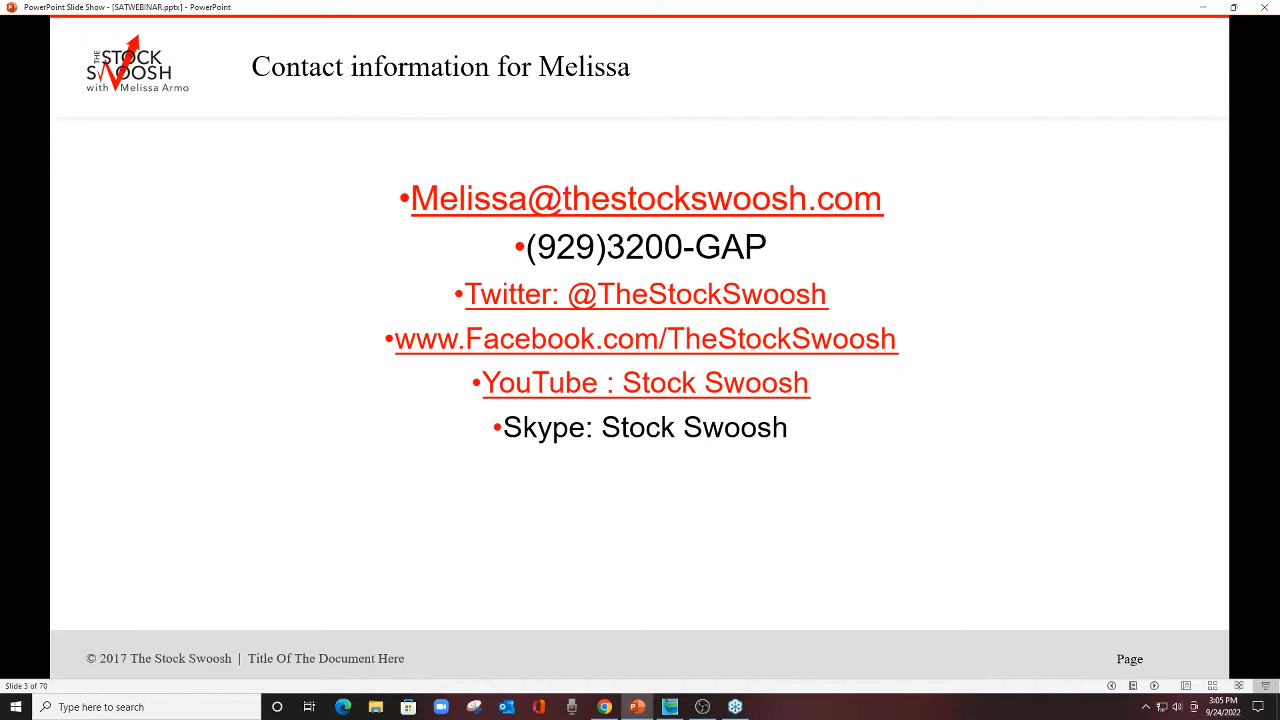 PowerPoint Slide Show - [SATWEBINAR.pptx] - PowerPoint
THE STOCK
SWOOSH
with Melissa Armo
Contact information for Melissa
•Melissa@thestockswoosh.com
•(929)3200-GAP
•Twitter: @TheStockSwoosh
•www.Facebook.com/TheStockSwoosh
•YouTube : Stock Swoosh
•Skype: Stock Swoosh
© 2017 The Stock Swoosh | Title Of The Document Here
Page
Slide 3 of 70
Type here to search
3:05 PM
9/24/2022